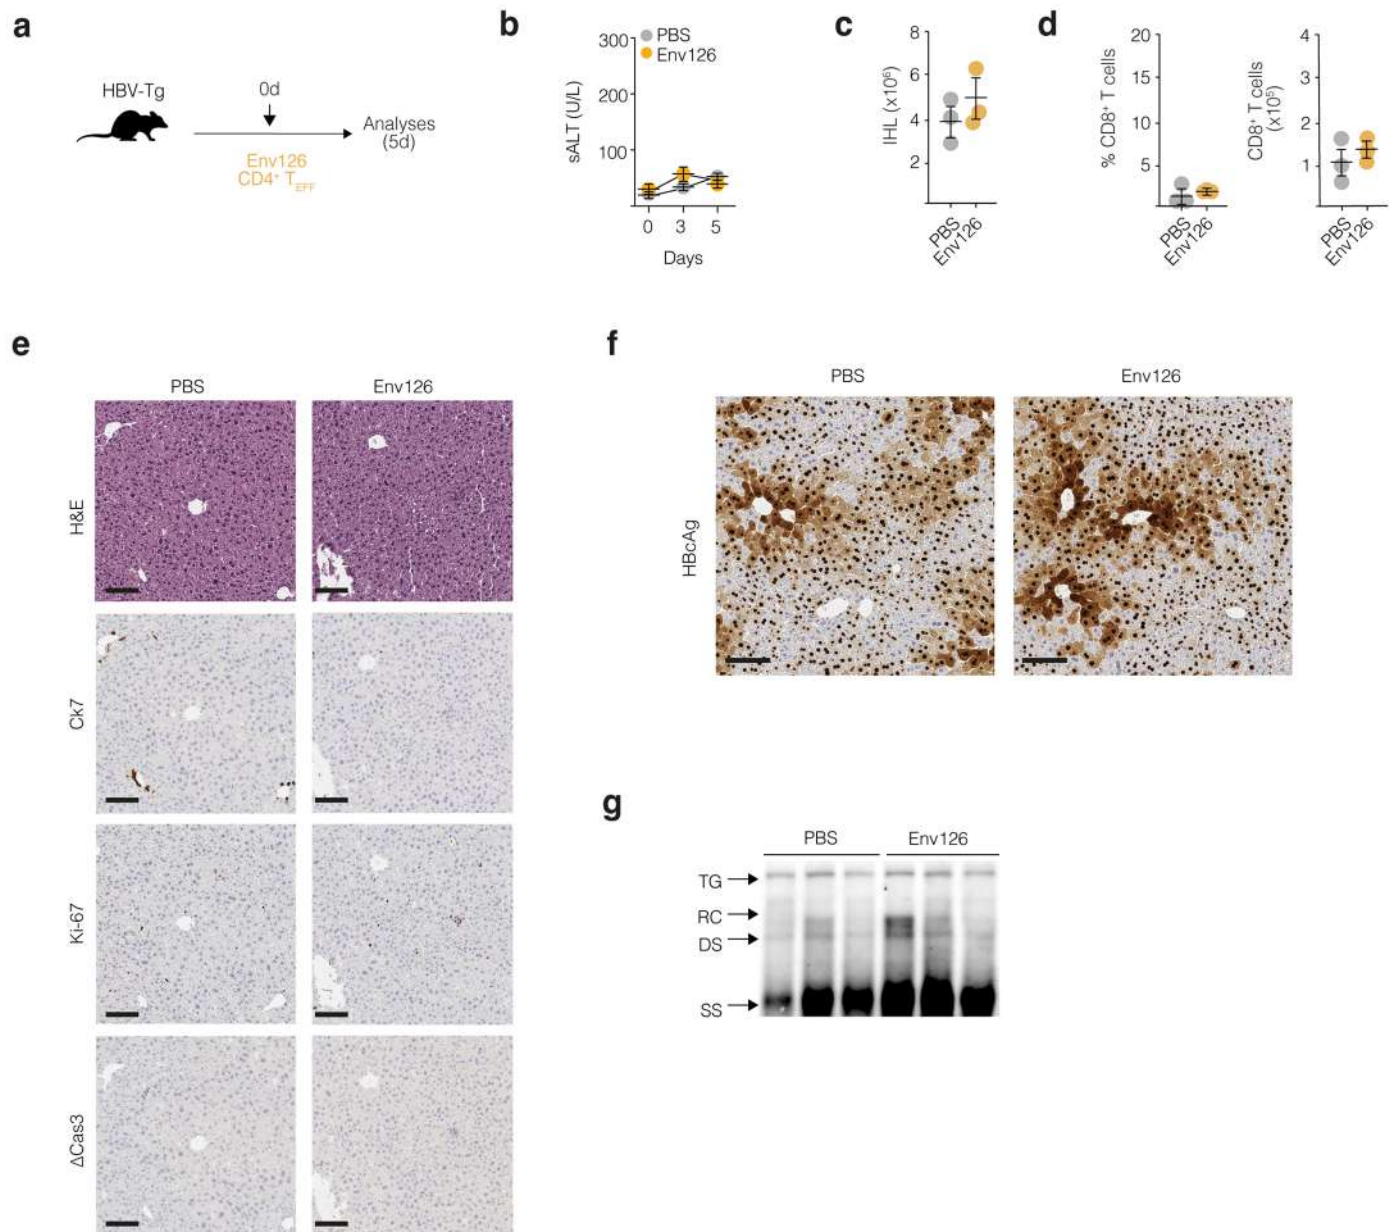 a
HBV-Tg
0d
Env126
CD4⁺ T_EFF
Analyses
(5d)
b
PBS
Env126
sALT (U/L)
300
200
100
0 3 5
Days
c
IHL (x10⁶)
8
6
4
2
PBS
Env126
d
% CD8⁺ T cells
20
15
10
5
PBS
Env126
CD8⁺ T cells
(x10⁵)
4
3
2
1
PBS
Env126
e
PBS Env126
H&E
Ck7
Ki-67
ΔCas3
f
PBS Env126
HBcAg
g
PBS Env126
TG
RC
DS
SS